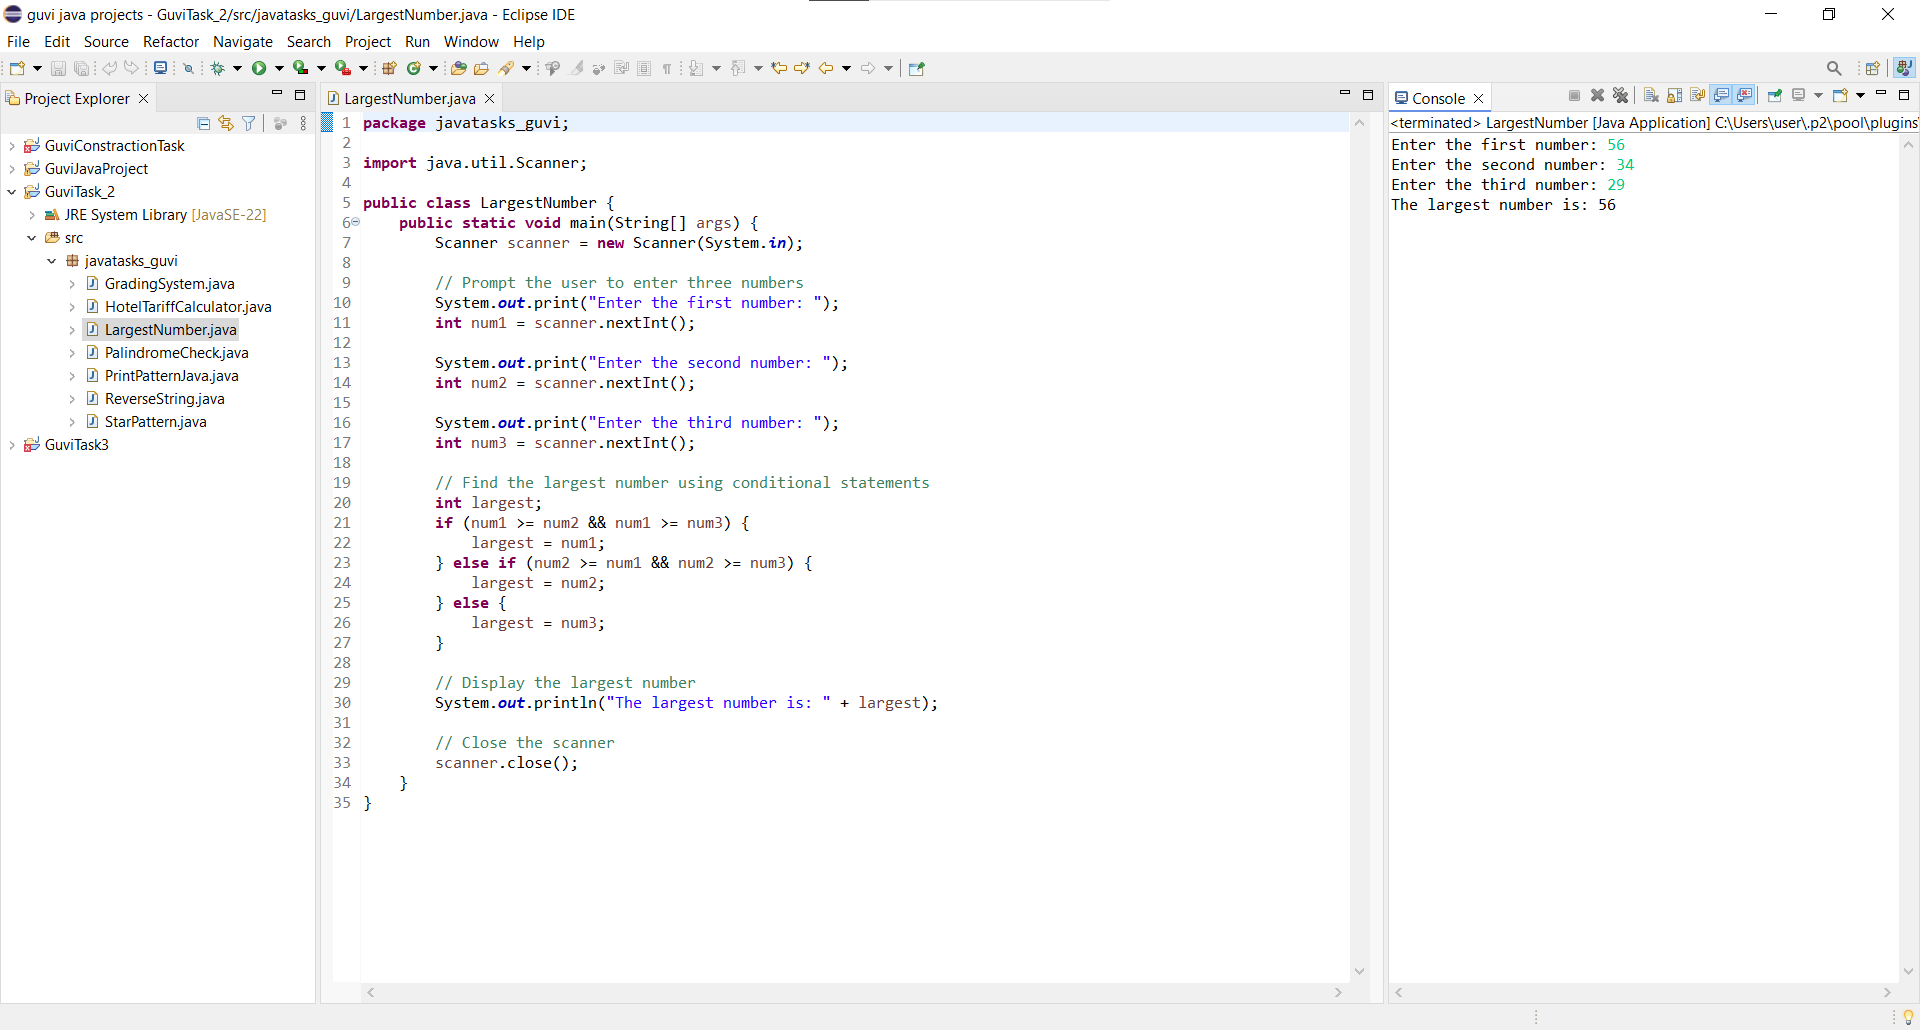 guvi java projects - GuviTask_2/src/javatasks_guvi/LargestNumber.java - Eclipse IDE
File Edit Source Refactor Navigate Search Project Run Window Help
Project Explorer
GuviConstractionTask
GuviJavaProject
GuviTask_2
JRE System Library [JavaSE-22]
src
javatasks_guvi
GradingSystem.java
HotelTariffCalculator.java
LargestNumber.java
PalindromeCheck.java
PrintPatternJava.java
ReverseString.java
StarPattern.java
GuviTask3
LargestNumber.java
1 package javatasks_guvi;
2
3 import java.util.Scanner;
4
5 public class LargestNumber {
6     public static void main(String[] args) {
7         Scanner scanner = new Scanner(System.in);
8
9         // Prompt the user to enter three numbers
10         System.out.print("Enter the first number: ");
11         int num1 = scanner.nextInt();
12
13         System.out.print("Enter the second number: ");
14         int num2 = scanner.nextInt();
15
16         System.out.print("Enter the third number: ");
17         int num3 = scanner.nextInt();
18
19         // Find the largest number using conditional statements
20         int largest;
21         if (num1 >= num2 && num1 >= num3) {
22             largest = num1;
23         } else if (num2 >= num1 && num2 >= num3) {
24             largest = num2;
25         } else {
26             largest = num3;
27         }
28
29         // Display the largest number
30         System.out.println("The largest number is: " + largest);
31
32         // Close the scanner
33         scanner.close();
34     }
35 }
Console
<terminated> LargestNumber [Java Application] C:\Users\user\.p2\pool\plugins
Enter the first number: 56
Enter the second number: 34
Enter the third number: 29
The largest number is: 56